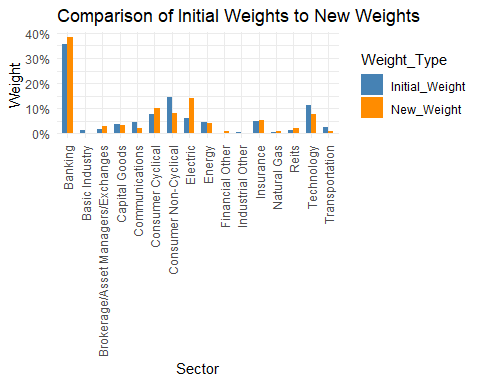 Comparison of Initial Weights to New Weights
Weight
40%
30%
20%
10%
0%
Banking
Basic Industry
Brokerage/Asset Managers/Exchanges
Capital Goods
Communications
Consumer Cyclical
Consumer Non-Cyclical
Electric
Energy
Financial Other
Industrial Other
Insurance
Natural Gas
Reits
Technology
Transportation
Sector
Weight_Type
Initial_Weight
New_Weight